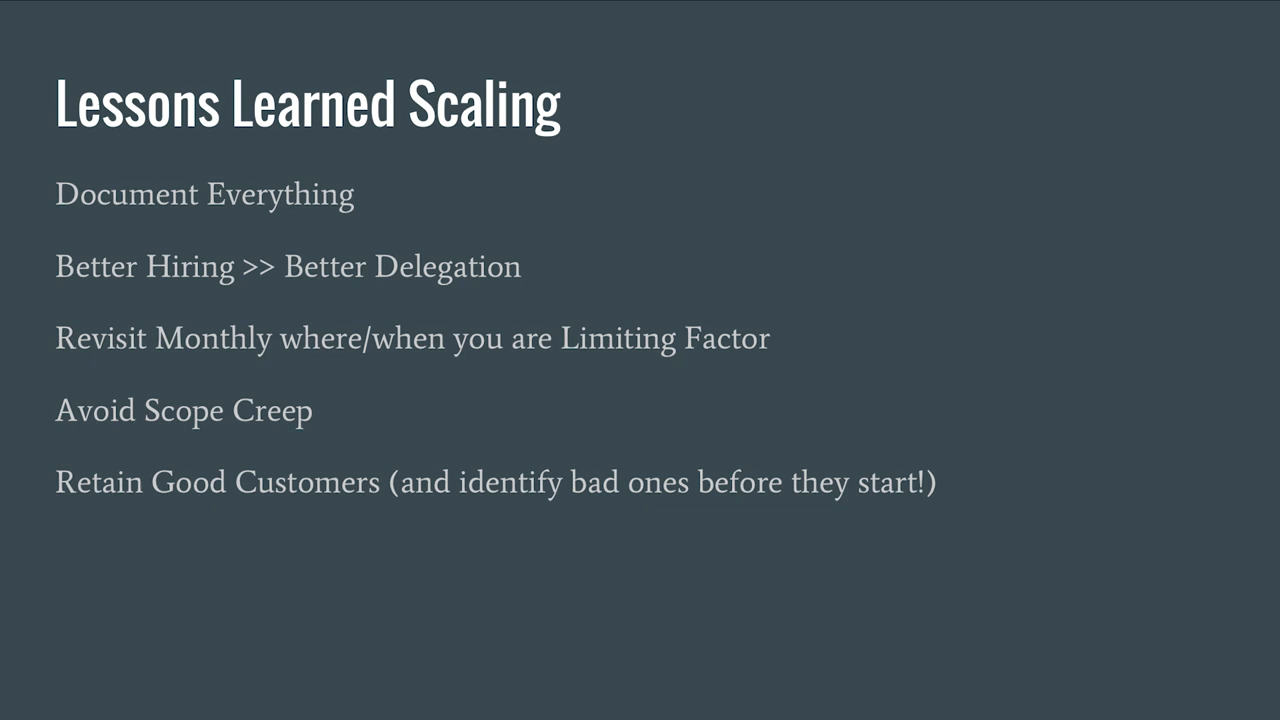 Lessons Learned Scaling
Document Everything
Better Hiring >> Better Delegation
Revisit Monthly where/when you are Limiting Factor
Avoid Scope Creep
Retain Good Customers (and identify bad ones before they start!)